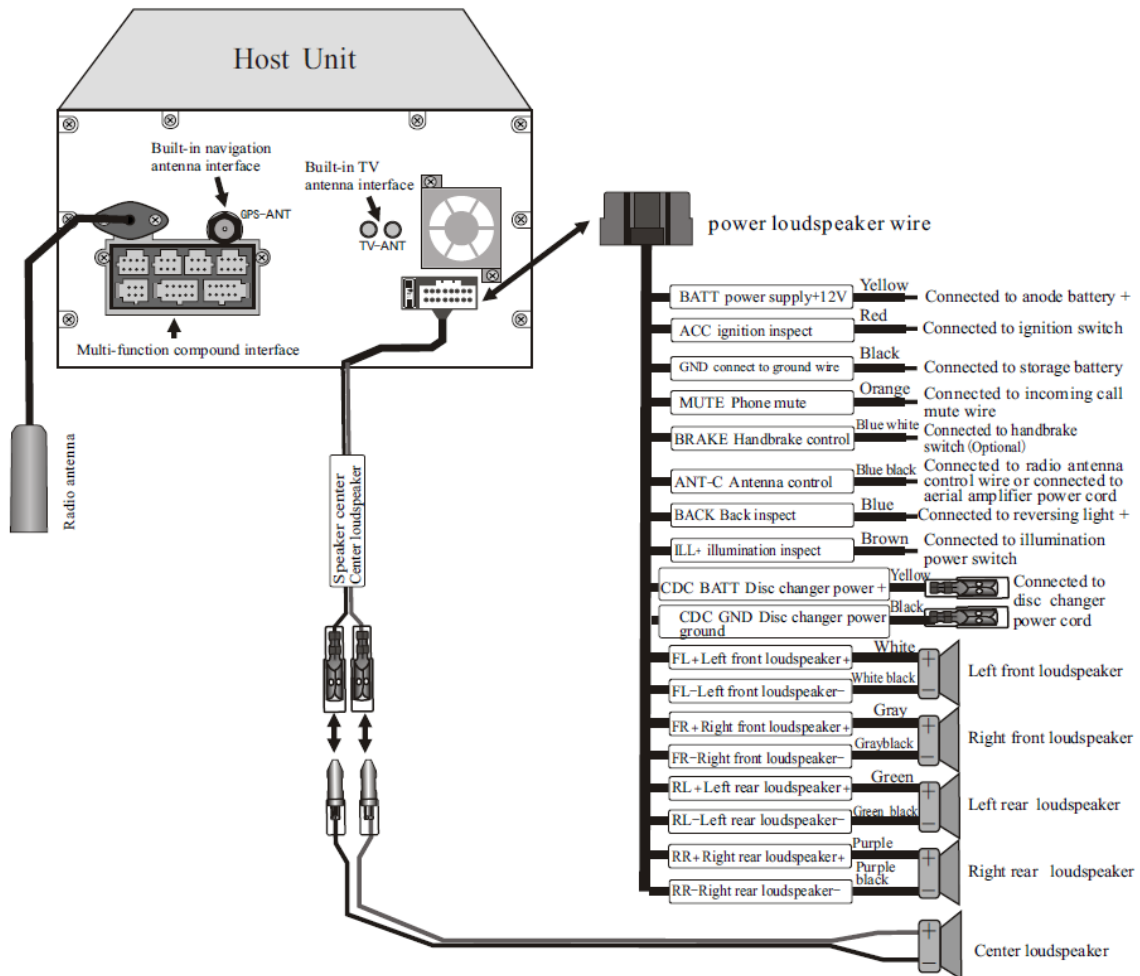 Host Unit
Built-in navigation
antenna interface
Built-in TV
antenna interface
GPS-ANT
TV-ANT
Multi-function compound interface
Radio antenna
Speaker center
Center loudspeaker
power loudspeaker wire
BATT power supply+12V Yellow Connected to anode battery +
ACC ignition inspect Red Connected to ignition switch
GND connect to ground wire Black Connected to storage battery
MUTE Phone mute Orange Connected to incoming call
mute wire
BRAKE Handbrake control Blue white Connected to handbrake
switch(Optional)
ANT-C Antenna control Blue black Connected to radio antenna
control wire or connected to
aerial amplifier power cord
BACK Back inspect Blue Connected to reversing light +
ILL+ illumination inspect Brown Connected to illumination
power switch
CDC BATT Disc changer power + Yellow
CDC GND Disc changer power
ground Black
Connected to
disc changer
power cord
FL+Left front loudspeaker+ White +
FL-Left front loudspeaker- White black -
Left front loudspeaker
FR+Right front loudspeaker+ Gray +
FR-Right front loudspeaker- Grayblack -
Right front loudspeaker
RL+Left rear loudspeaker+ Green +
RL-Left rear loudspeaker- Green black -
Left rear loudspeaker
RR+Right rear loudspeaker+ Purple +
RR-Right rear loudspeaker- Purple
black -
Right rear loudspeaker
+
-
Center loudspeaker